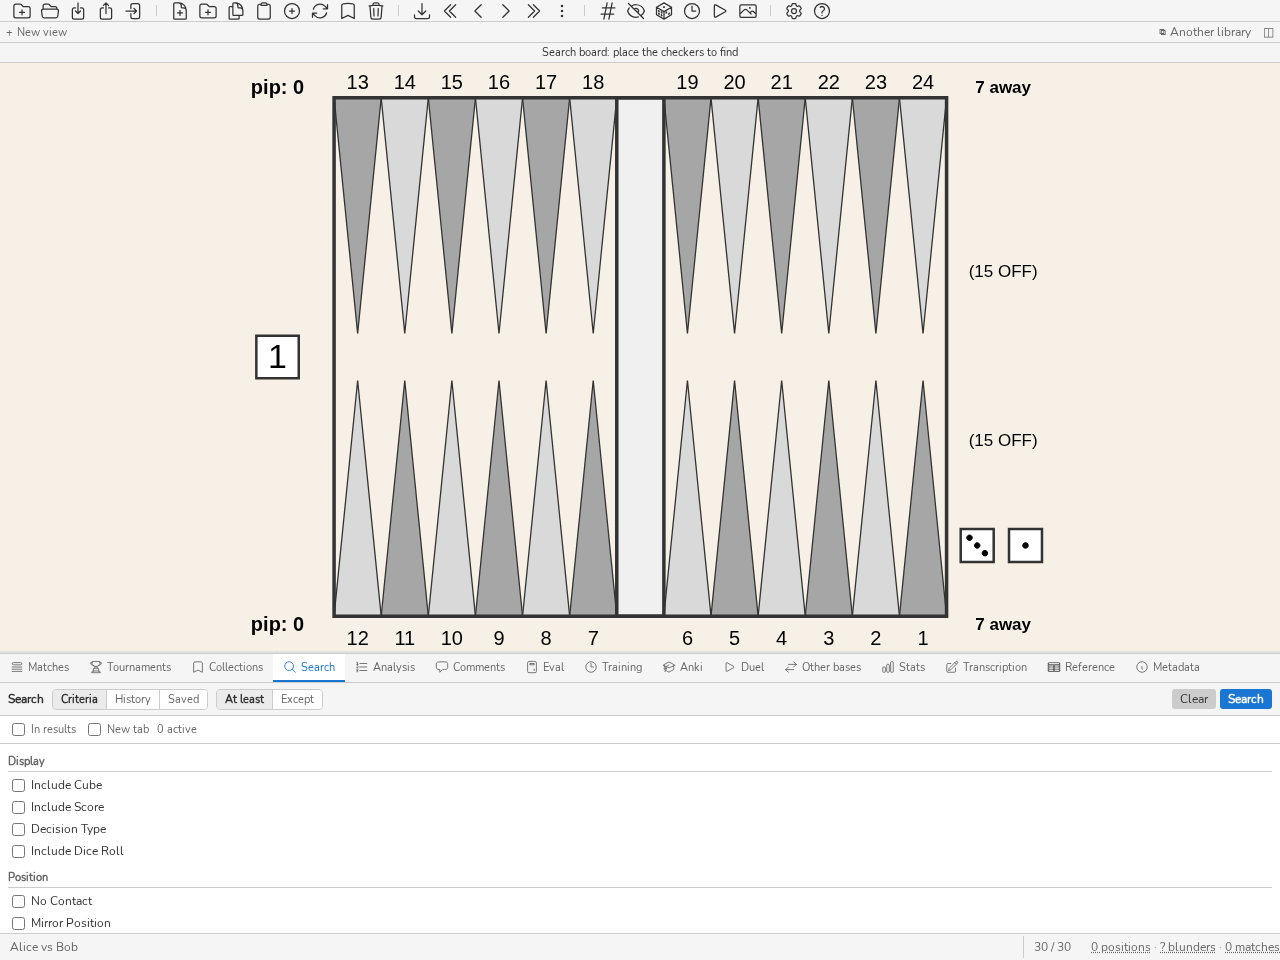 + New view
Another library
Search board: place the checkers to find
pip: 0
13 14 15 16 17 18 19 20 21 22 23 24
7 away
(15 OFF)
1
(15 OFF)
pip: 0
12 11 10 9 8 7 6 5 4 3 2 1
7 away
Matches Tournaments Collections Search Analysis Comments Eval Training Anki Duel Other bases Stats Transcription Reference Metadata
Search Criteria History Saved At least Except Clear Search
In results New tab 0 active
Display
Include Cube
Include Score
Decision Type
Include Dice Roll
Position
No Contact
Mirror Position
Alice vs Bob 30 / 30 0 positions · ? blunders · 0 matches